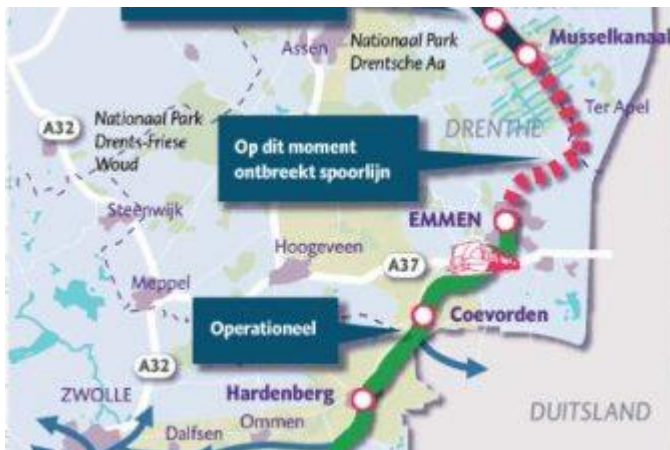 Assen
Nationaal Park
Drentsche Aa
Musselkanaal
A32
Nationaal Park
Drents-Friese
Woud
DRENTHE
Ter Apel
Op dit moment
ontbreekt spoorlijn
Steenwijk
EMMEN
Hoogeveen
A37
Meppel
Operationeel
Coevorden
A32
ZWOLLE
Hardenberg
Ommen
Dalfsen
DUITSLAND